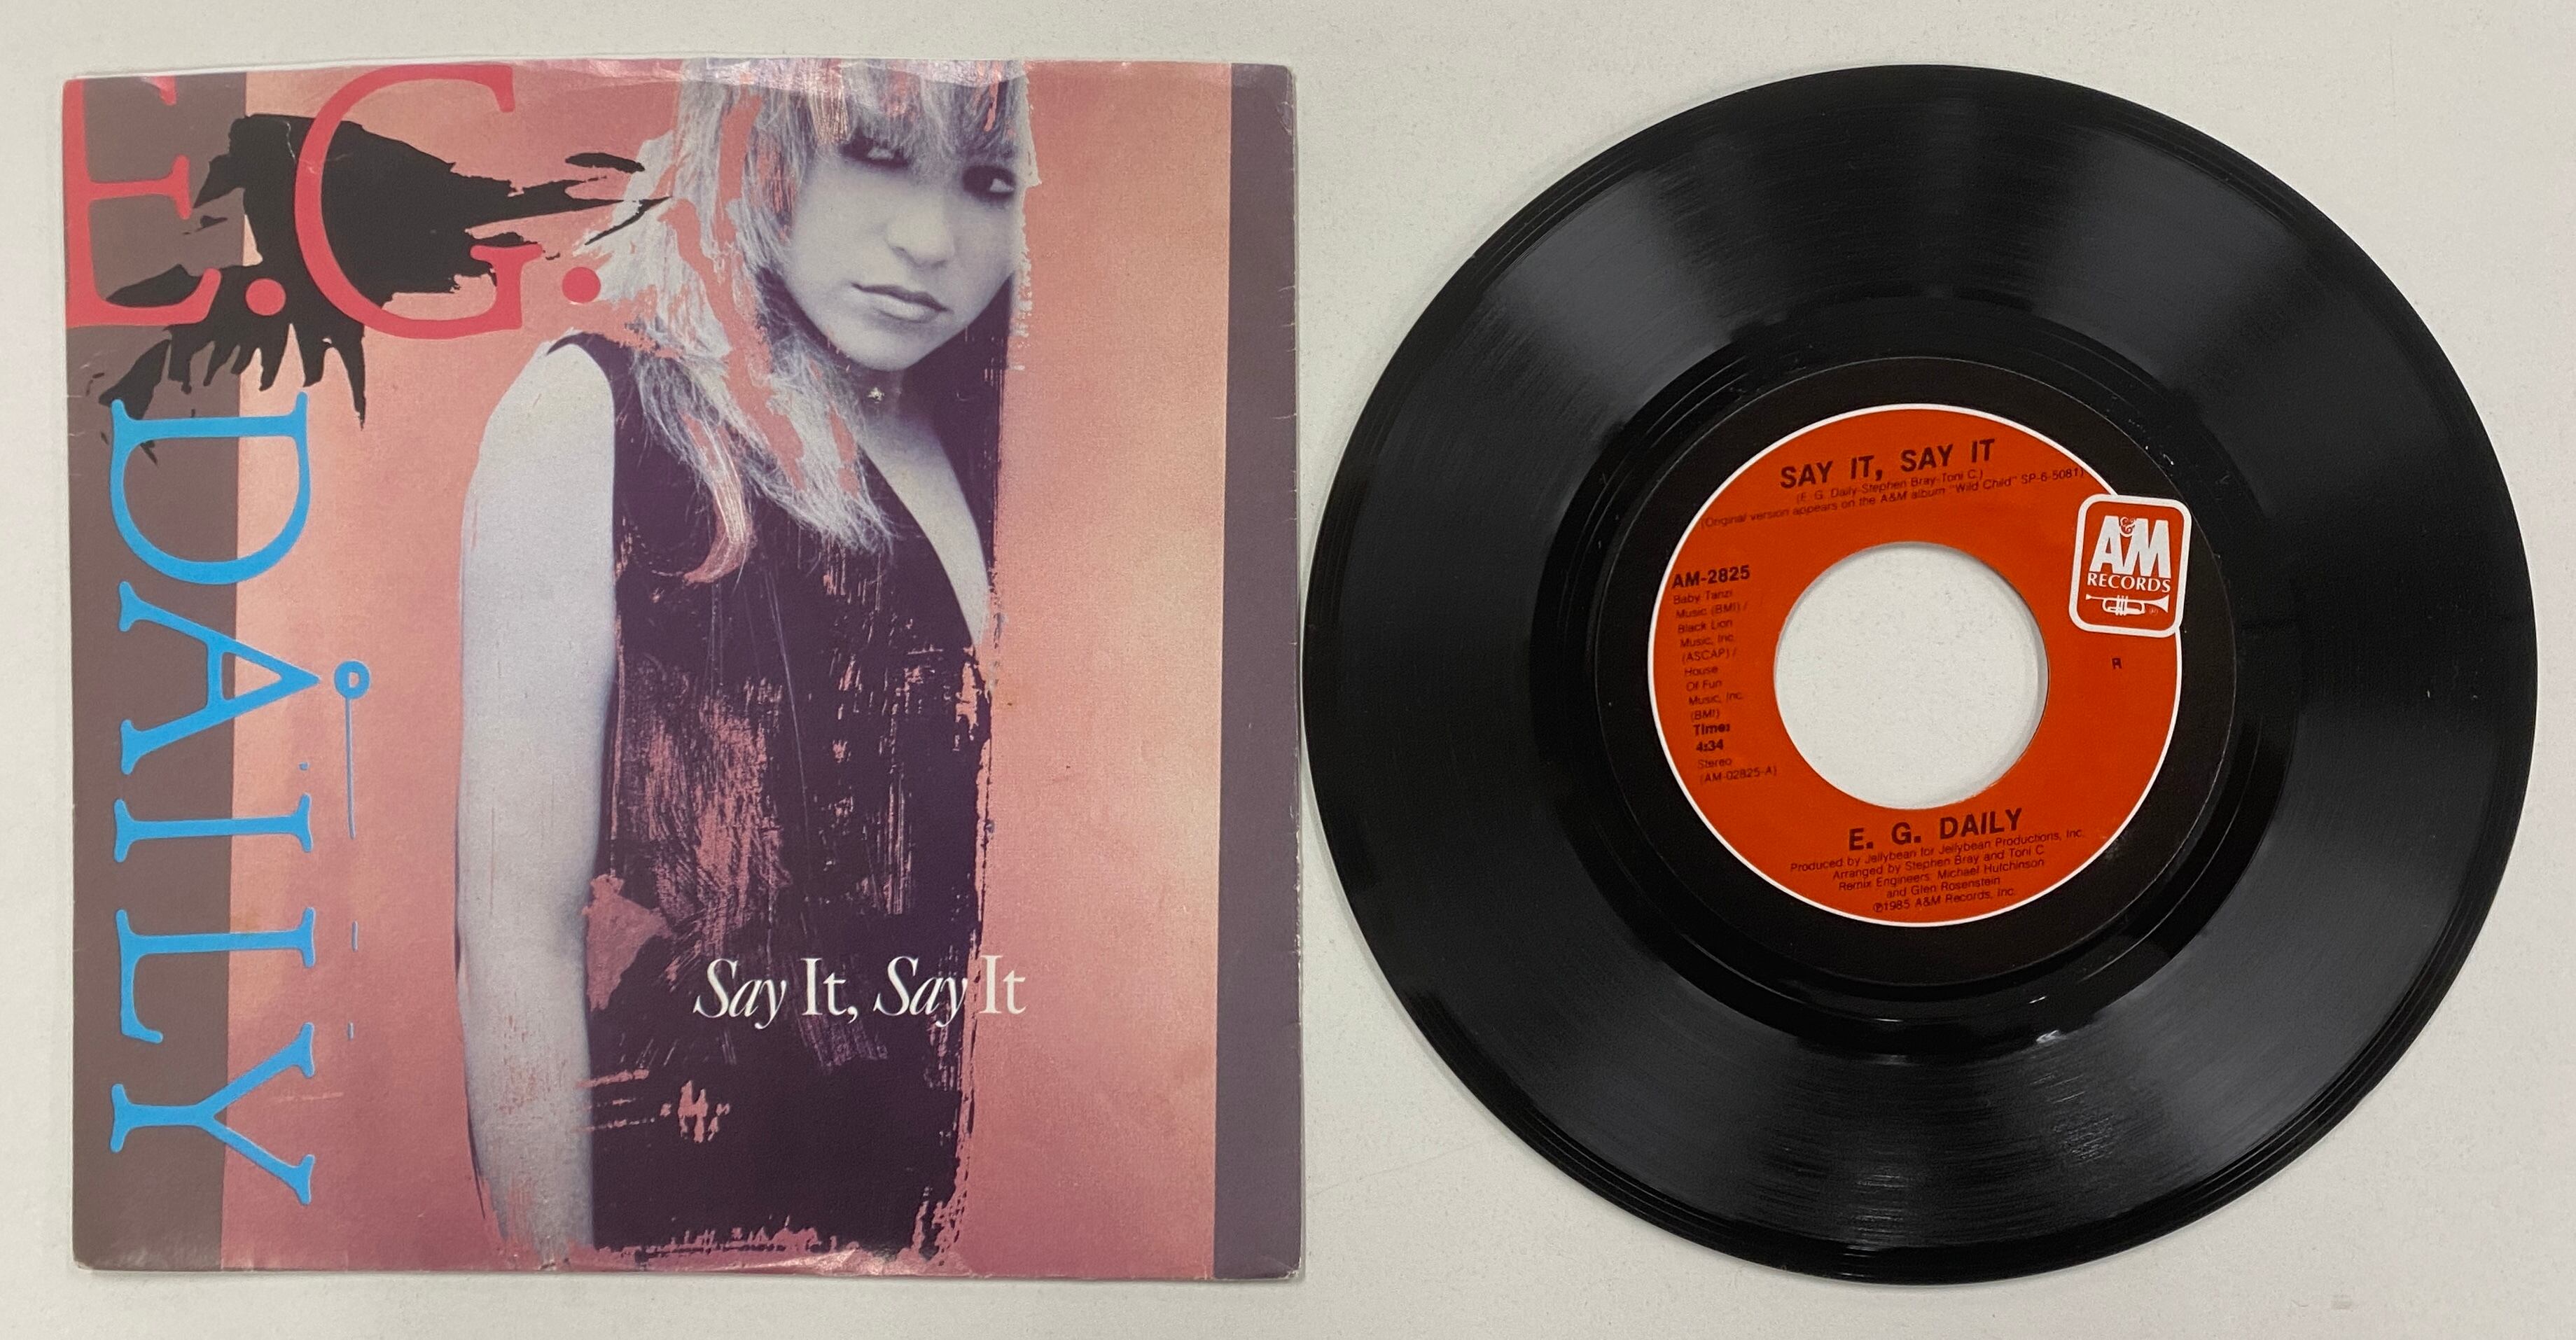 E.G.
DAILY
Say It, Say It
SAY IT, SAY IT
(E. G. Daily-Stephen Bray-Toni C.)
(Original version appears on the A&M album "Wild Child" SP-6-5081)
A&M
RECORDS
AM-2825
Baby Tanzi
Music (BMI) /
Black Lion
Music, Inc.
(ASCAP) /
House
Of Fun
Music, Inc.
(BMI)
Time:
4:34
Stereo
(AM-02825-A)
R
E. G. DAILY
Produced by Jellybean for Jellybean Productions, Inc.
Arranged by Stephen Bray and Toni C.
Remix Engineers: Michael Hutchinson
and Glen Rosenstein
℗1985 A&M Records, Inc.